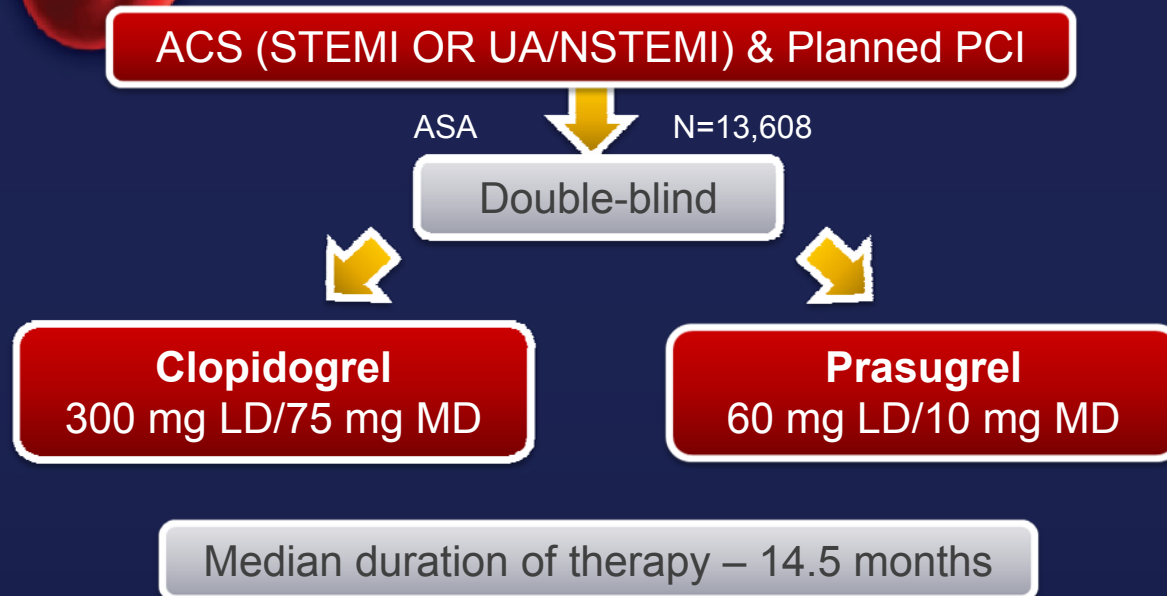 ACS (STEMI OR UA/NSTEMI) & Planned PCI
ASA N=13,608
Double-blind
Clopidogrel
300 mg LD/75 mg MD
Prasugrel
60 mg LD/10 mg MD
Median duration of therapy – 14.5 months